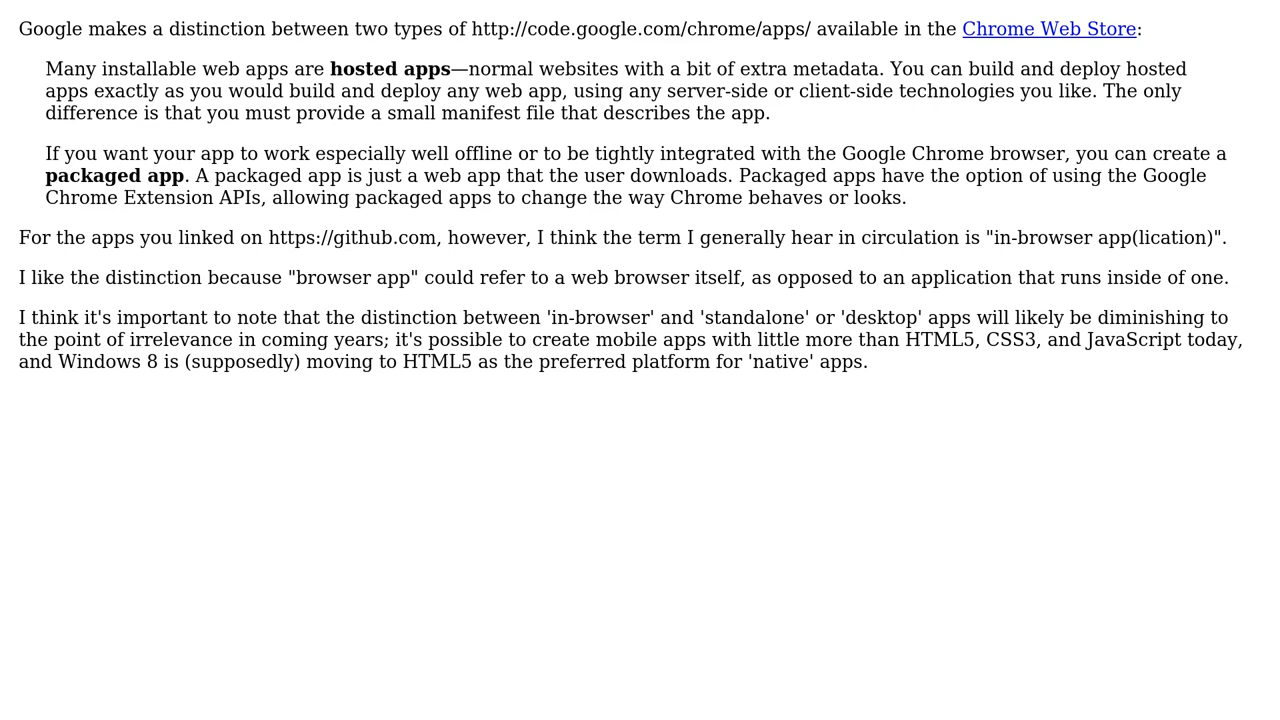 Google makes a distinction between two types of http://code.google.com/chrome/apps/ available in the Chrome Web Store:
Many installable web apps are hosted apps—normal websites with a bit of extra metadata. You can build and deploy hosted
apps exactly as you would build and deploy any web app, using any server-side or client-side technologies you like. The only
difference is that you must provide a small manifest file that describes the app.
If you want your app to work especially well offline or to be tightly integrated with the Google Chrome browser, you can create a
packaged app. A packaged app is just a web app that the user downloads. Packaged apps have the option of using the Google
Chrome Extension APIs, allowing packaged apps to change the way Chrome behaves or looks.
For the apps you linked on https://github.com, however, I think the term I generally hear in circulation is "in-browser app(lication)".
I like the distinction because "browser app" could refer to a web browser itself, as opposed to an application that runs inside of one.
I think it's important to note that the distinction between 'in-browser' and 'standalone' or 'desktop' apps will likely be diminishing to
the point of irrelevance in coming years; it's possible to create mobile apps with little more than HTML5, CSS3, and JavaScript today,
and Windows 8 is (supposedly) moving to HTML5 as the preferred platform for 'native' apps.